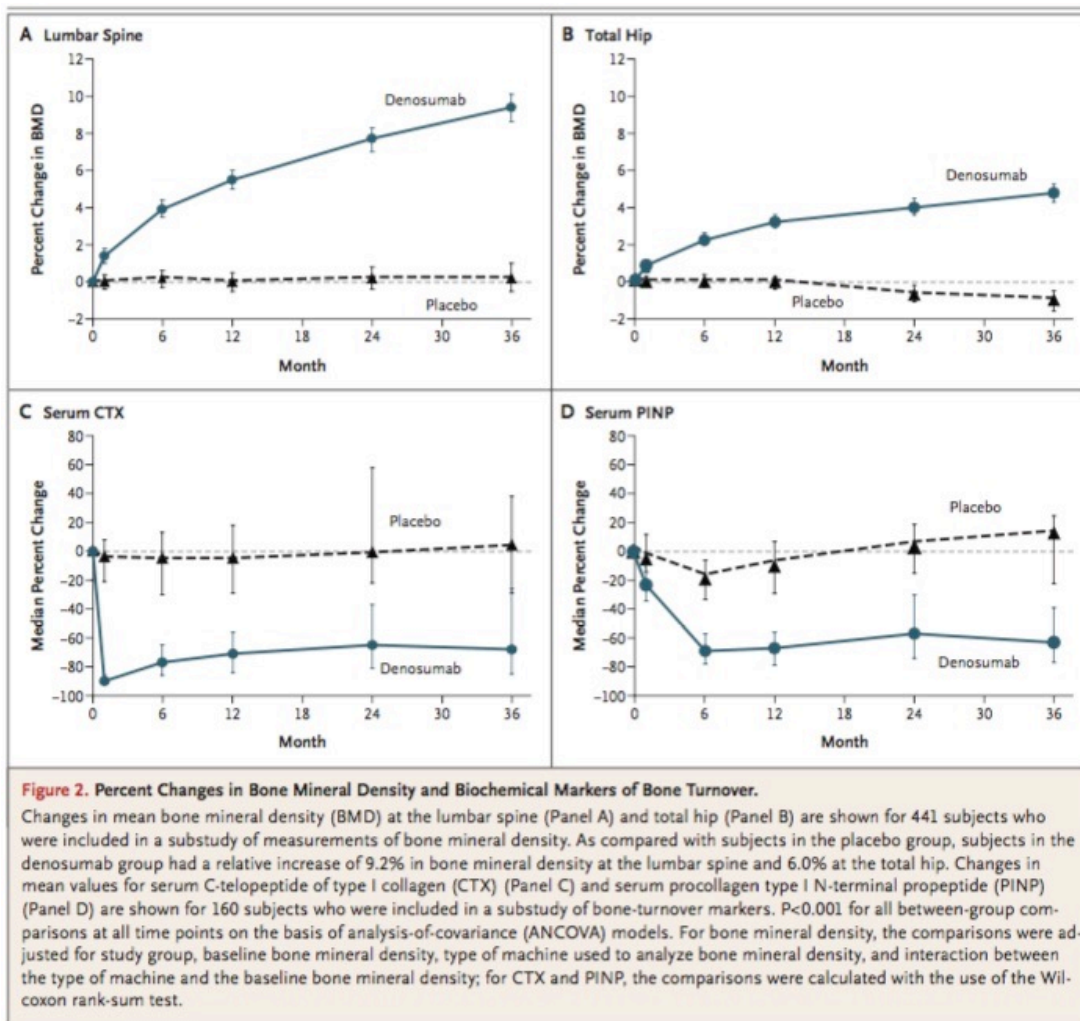 A Lumbar Spine
12
10
8
6
4
2
0
−2
Percent Change in BMD
Denosumab
Placebo
0 6 12 18 24 30 36
Month
B Total Hip
12
10
8
6
4
2
0
−2
Percent Change in BMD
Denosumab
Placebo
0 6 12 18 24 30 36
Month
C Serum CTX
80
60
40
20
0
−20
−40
−60
−80
−100
Median Percent Change
Placebo
Denosumab
0 6 12 18 24 30 36
Month
D Serum PINP
80
60
40
20
0
−20
−40
−60
−80
−100
Median Percent Change
Placebo
Denosumab
0 6 12 18 24 30 36
Month
Figure 2. Percent Changes in Bone Mineral Density and Biochemical Markers of Bone Turnover.
Changes in mean bone mineral density (BMD) at the lumbar spine (Panel A) and total hip (Panel B) are shown for 441 subjects who
were included in a substudy of measurements of bone mineral density. As compared with subjects in the placebo group, subjects in the
denosumab group had a relative increase of 9.2% in bone mineral density at the lumbar spine and 6.0% at the total hip. Changes in
mean values for serum C-telopeptide of type I collagen (CTX) (Panel C) and serum procollagen type I N-terminal propeptide (PINP)
(Panel D) are shown for 160 subjects who were included in a substudy of bone-turnover markers. P<0.001 for all between-group com-
parisons at all time points on the basis of analysis-of-covariance (ANCOVA) models. For bone mineral density, the comparisons were ad-
justed for study group, baseline bone mineral density, type of machine used to analyze bone mineral density, and interaction between
the type of machine and the baseline bone mineral density; for CTX and PINP, the comparisons were calculated with the use of the Wil-
coxon rank-sum test.